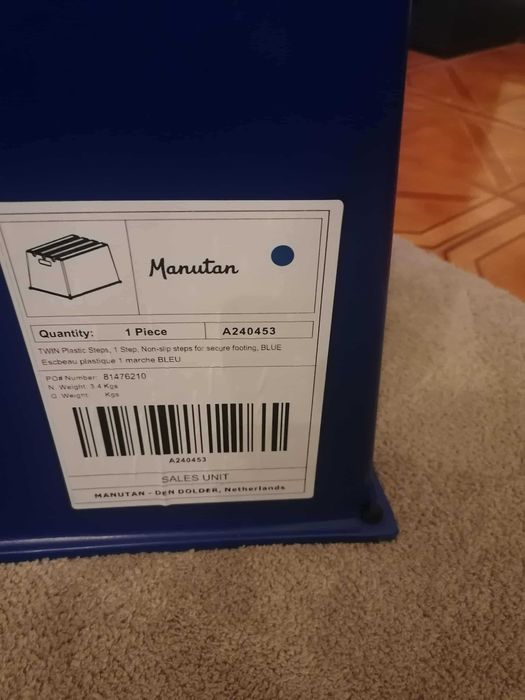 Manutan
Quantity: 1 Piece A240453
TWIN Plastic Steps, 1 Step, Non-slip steps for secure footing, BLUE
Escbeau plastique 1 marche BLEU
PO# Number: 81476210
N. Weight: 3.4 Kgs
G. Weight: Kgs
A240453
SALES UNIT
MANUTAN - DEN DOLDER, Netherlands